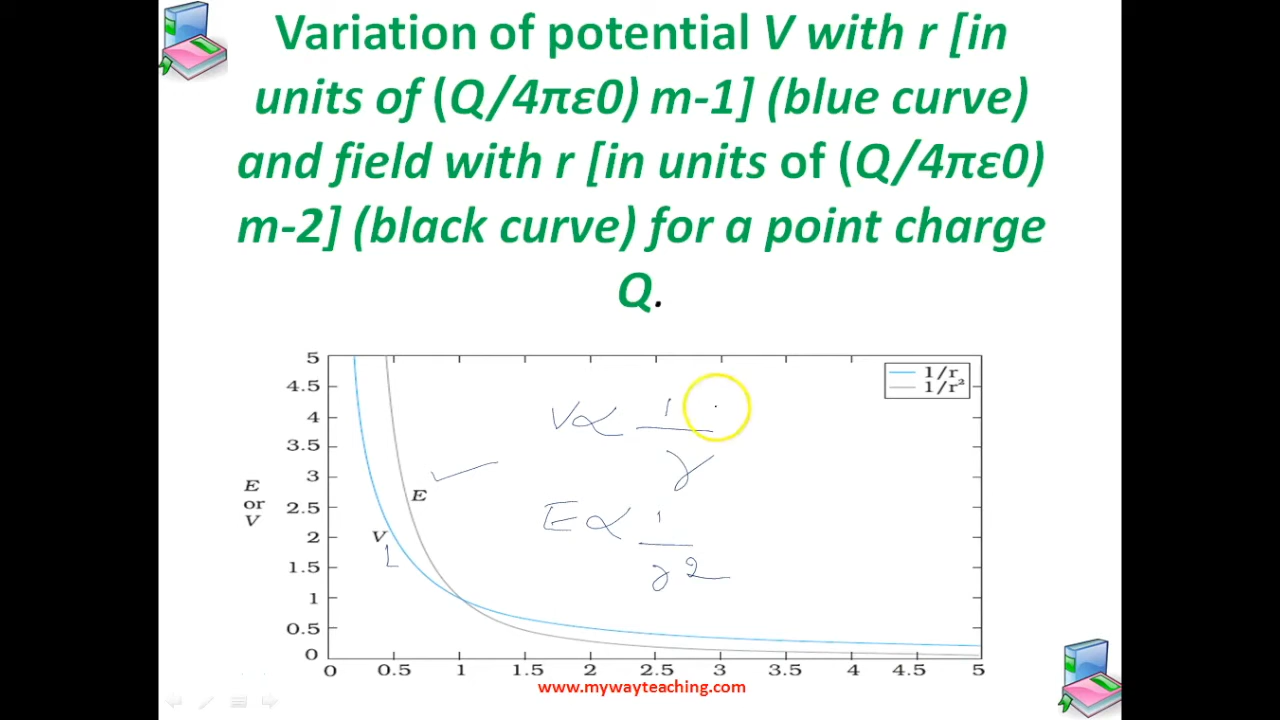 Variation of potential V with r [in
units of (Q/4πε0) m-1] (blue curve)
and field with r [in units of (Q/4πε0)
m-2] (black curve) for a point charge
Q.
5
4.5
4
3.5
3
2.5
2
1.5
1
0.5
0
E
or
V
1/r
1/r²
V ∝ 1
r
E
E ∝ 1
r 2
V
0 0.5 1 1.5 2 2.5 3 3.5 4 4.5 5
www.mywayteaching.com